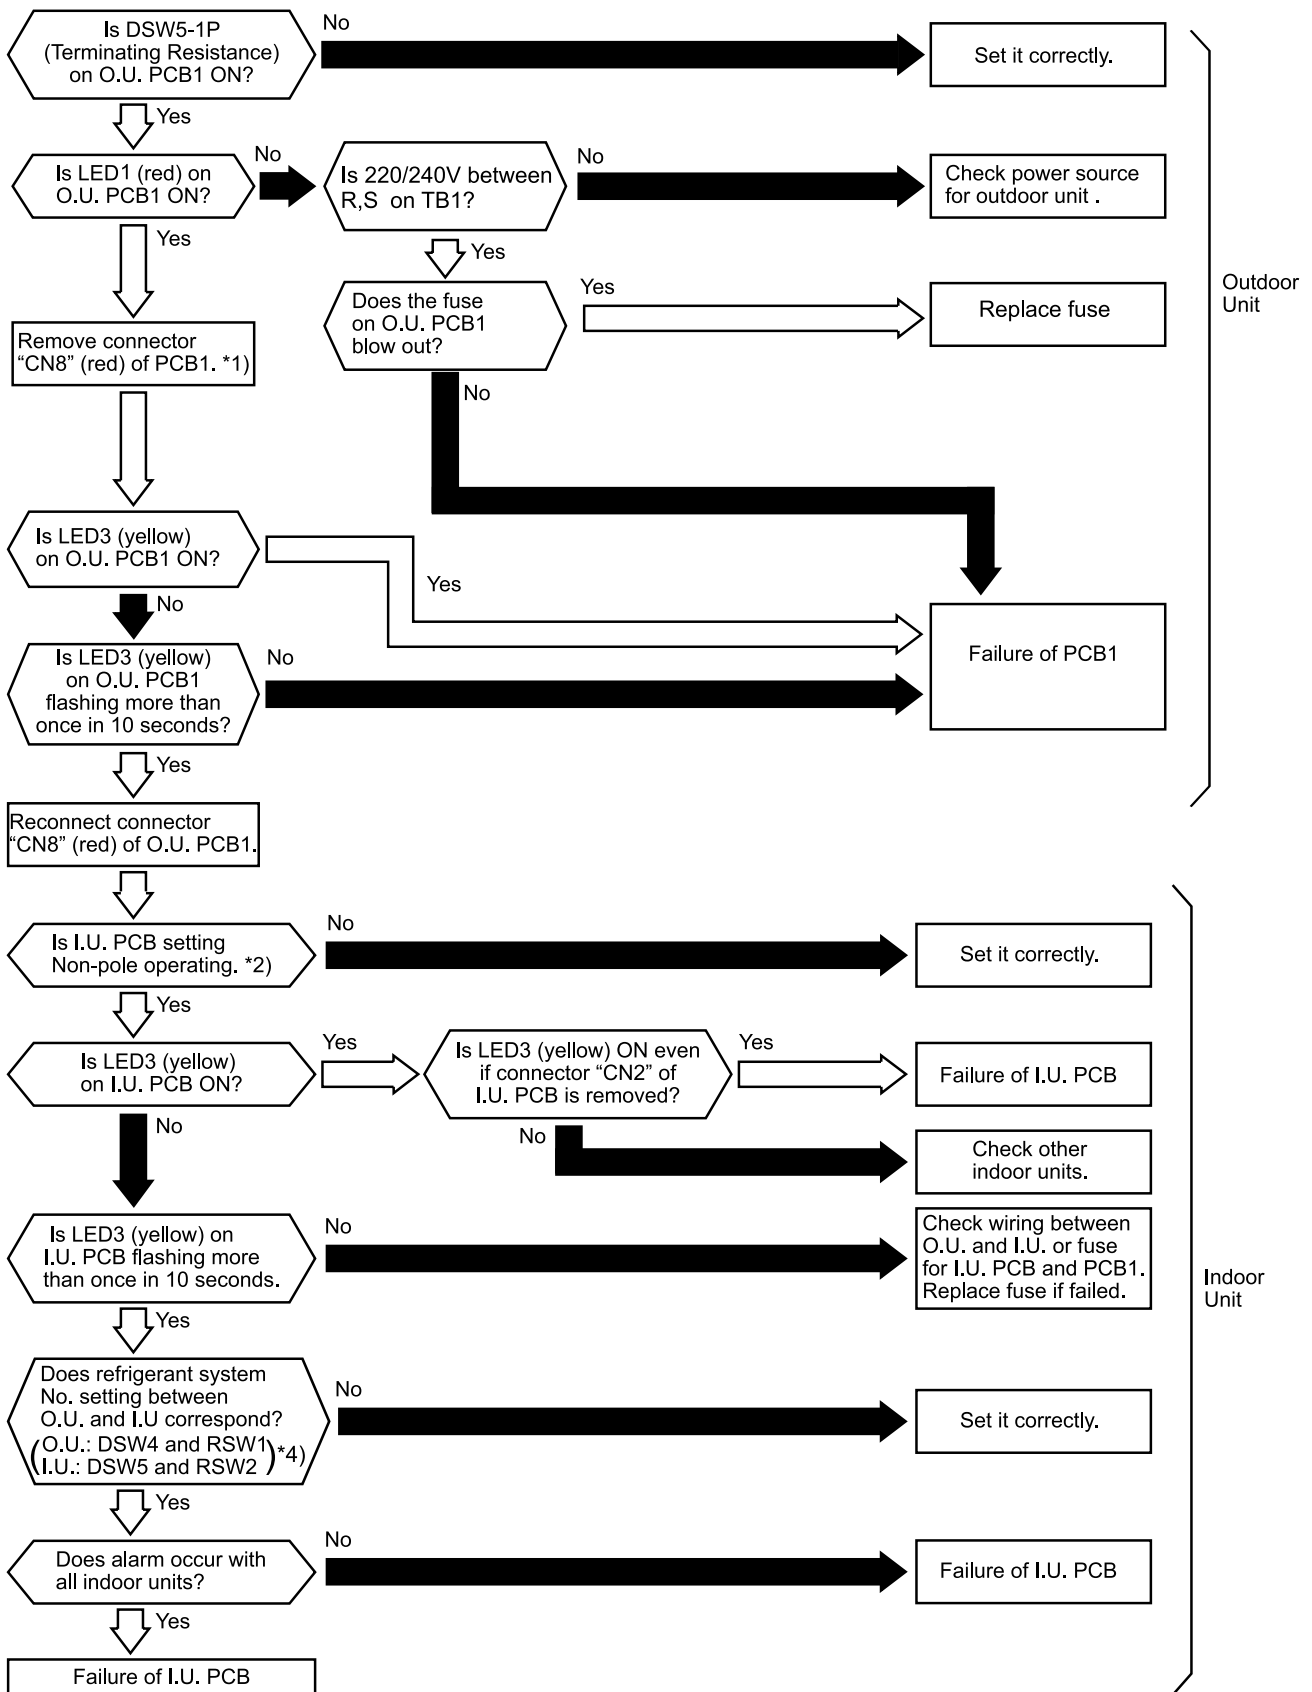 Is DSW5-1P
(Terminating Resistance)
on O.U. PCB1 ON?
No
Set it correctly.
Yes
Is LED1 (red) on
O.U. PCB1 ON?
No
Is 220/240V between
R,S on TB1?
No
Check power source
for outdoor unit .
Yes
Yes
Does the fuse
on O.U. PCB1
blow out?
Yes
Replace fuse
Outdoor
Unit
Remove connector
“CN8” (red) of PCB1. *1)
No
Is LED3 (yellow)
on O.U. PCB1 ON?
Yes
No
Failure of PCB1
Is LED3 (yellow)
on O.U. PCB1
flashing more than
once in 10 seconds?
No
Yes
Reconnect connector
“CN8” (red) of O.U. PCB1.
Is I.U. PCB setting
Non-pole operating. *2)
No
Set it correctly.
Yes
Is LED3 (yellow)
on I.U. PCB ON?
Yes
Is LED3 (yellow) ON even
if connector “CN2” of
I.U. PCB is removed?
Yes
Failure of I.U. PCB
No
No
Check other
indoor units.
Is LED3 (yellow) on
I.U. PCB flashing more
than once in 10 seconds.
No
Check wiring between
O.U. and I.U. or fuse
for I.U. PCB and PCB1.
Replace fuse if failed.
Indoor
Unit
Yes
Does refrigerant system
No. setting between
O.U. and I.U correspond?
(O.U.: DSW4 and RSW1
I.U.: DSW5 and RSW2 )*4)
No
Set it correctly.
Yes
Does alarm occur with
all indoor units?
No
Failure of I.U. PCB
Yes
Failure of I.U. PCB